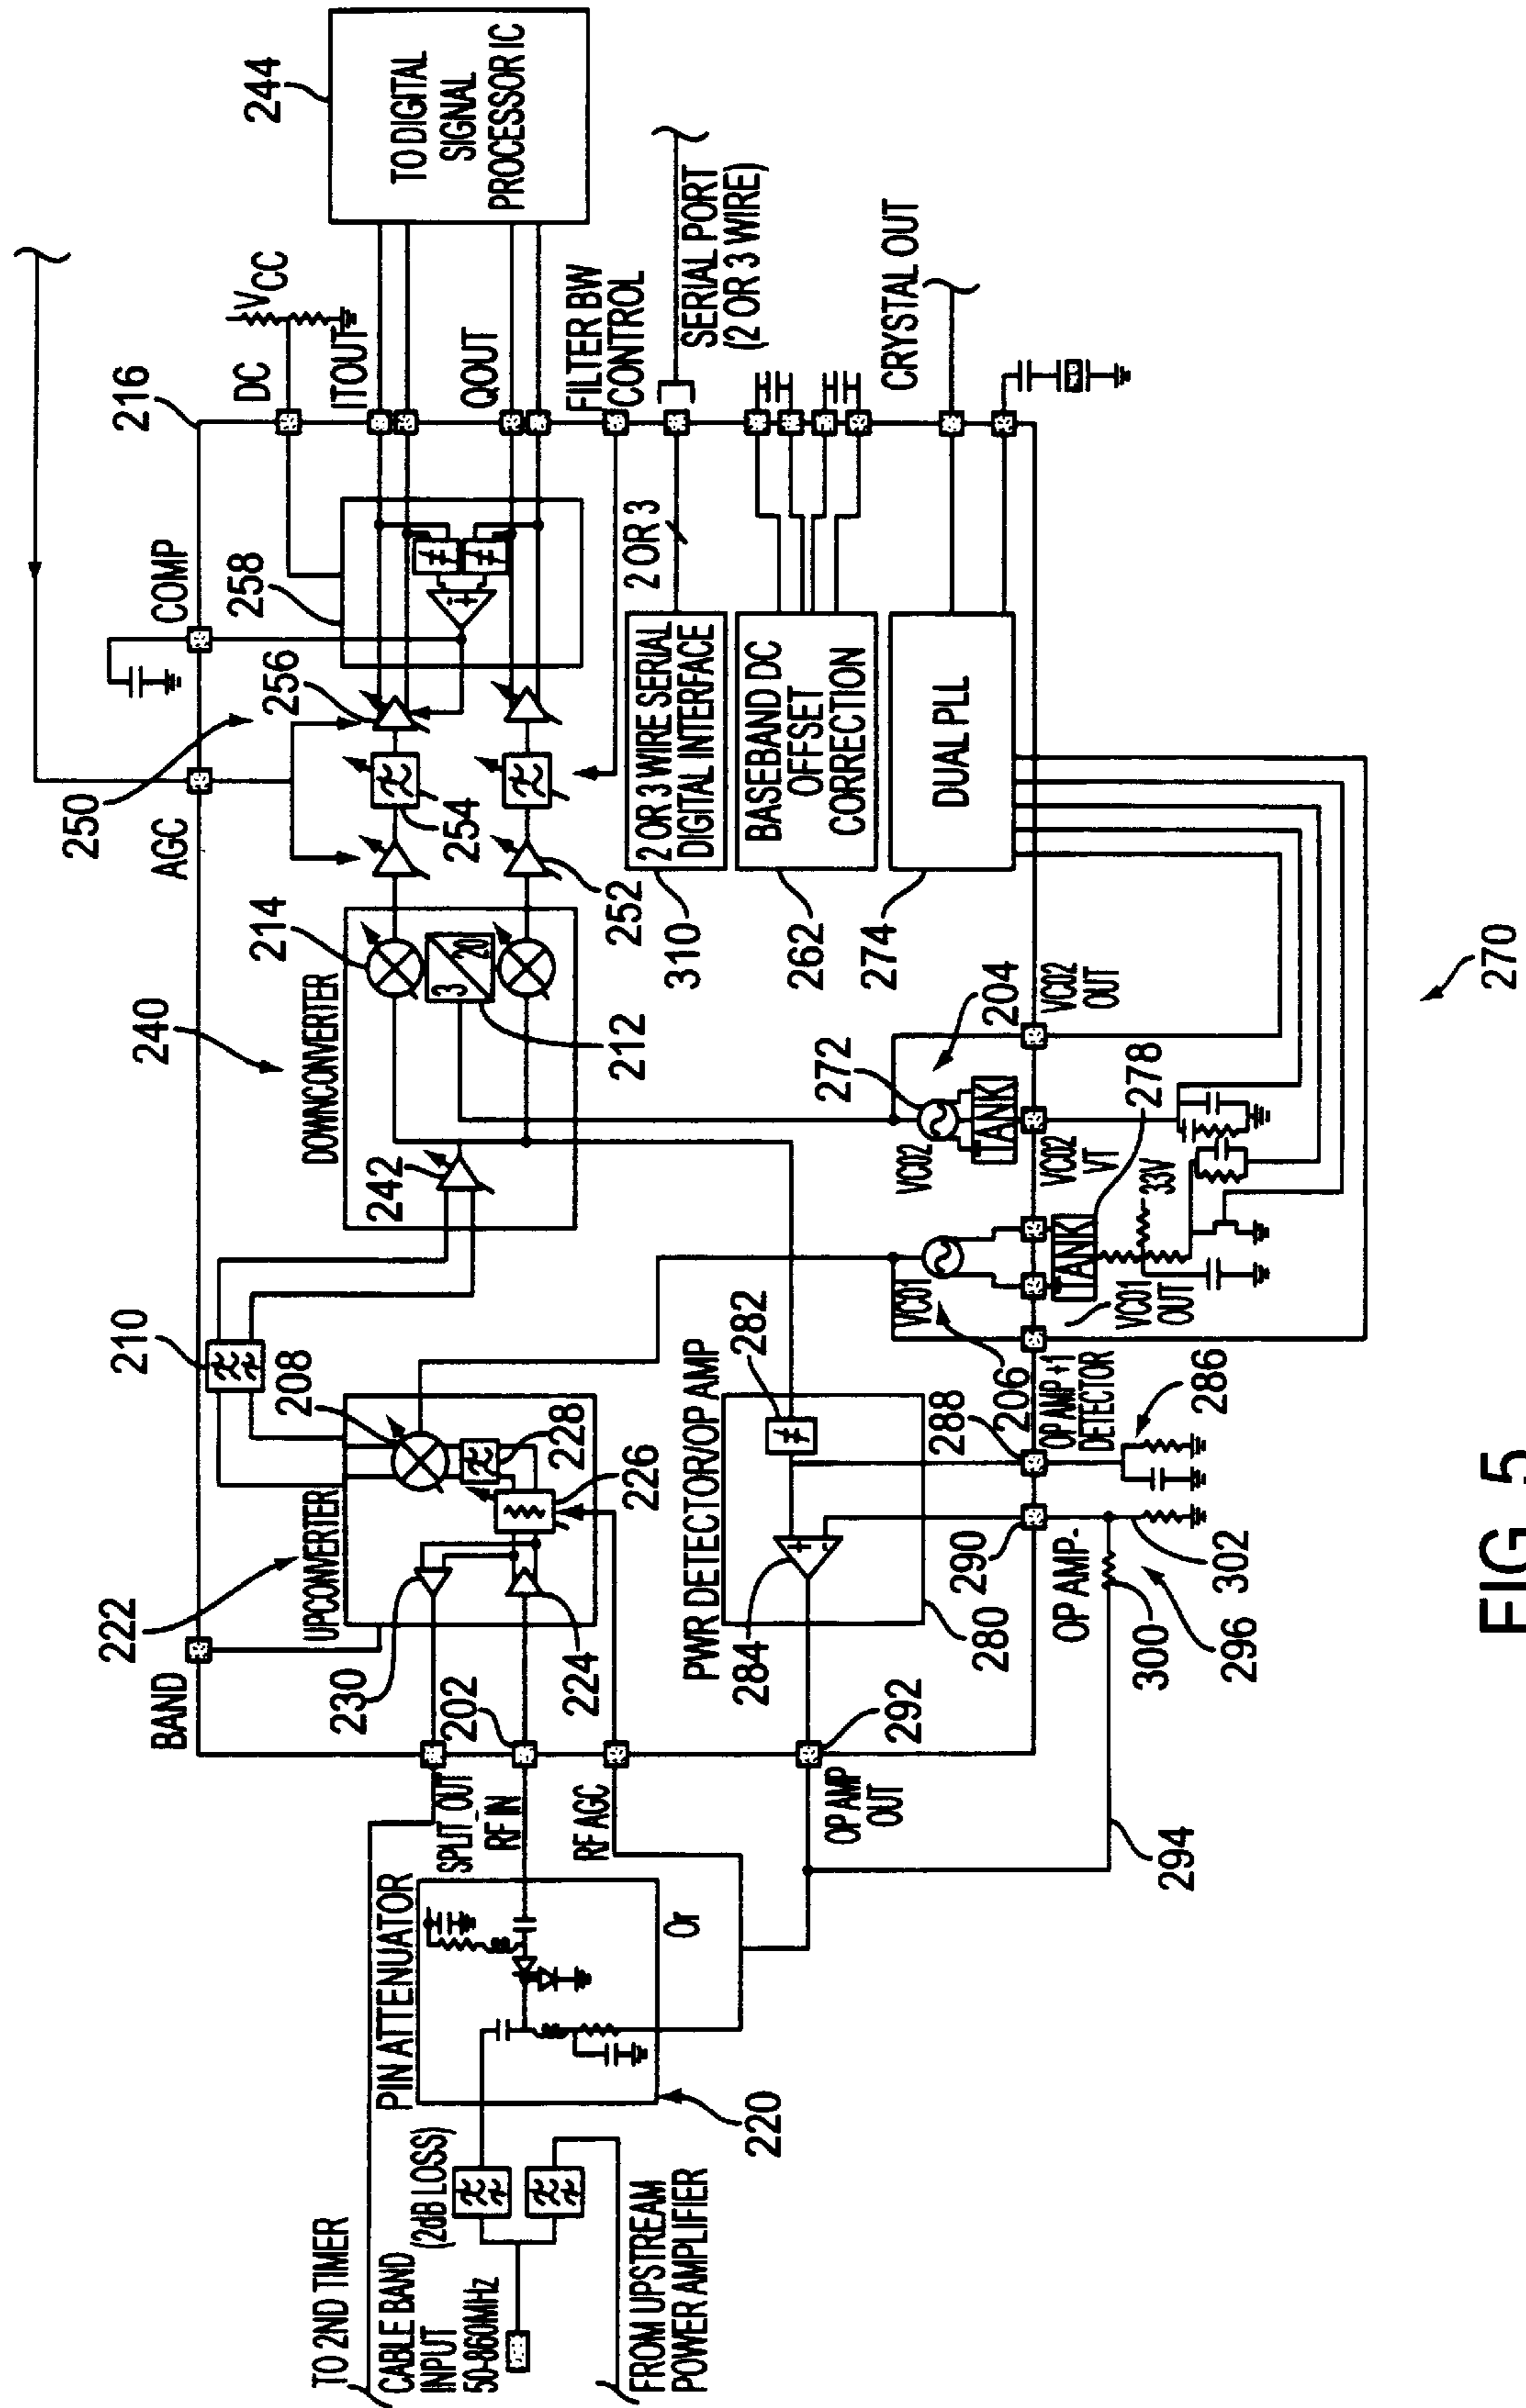 244
TO DIGITAL
SIGNAL
PROCESSOR IC
216
DC
VCC
ITOUT
QOUT
FILTER BW
CONTROL
SERIAL PORT
(2 OR 3 WIRE)
CRYSTAL OUT
COMP
258
256
250
AGC
254
252
2 OR 3
2 OR 3 WIRE SERIAL
DIGITAL INTERFACE
310
BASEBAND DC
OFFSET
CORRECTION
262
DUAL PLL
274
214
240
DOWNCONVERTER
3
20
212
242
272
204
VCO2
TANK
VCO2
OUT
VCO2
VT
278
33V
270
210
208
228
226
222
UPCONVERTER
230
224
BAND
VCO1
TANK
VCO1
OUT
206
PWR DETECTOR/OP AMP
282
+
-
284
280
288
OP AMP +1
DETECTOR
286
290
OP AMP-
302
300
296
294
292
OP AMP
OUT
202
SPLIT_OUT
RF IN
RF AGC
PIN ATTENUATOR
Or
220
TO 2ND TIMER
CABLE BAND
INPUT
50-860MHz
(2dB LOSS)
FROM UPSTREAM
POWER AMPLIFIER
FIG. 5